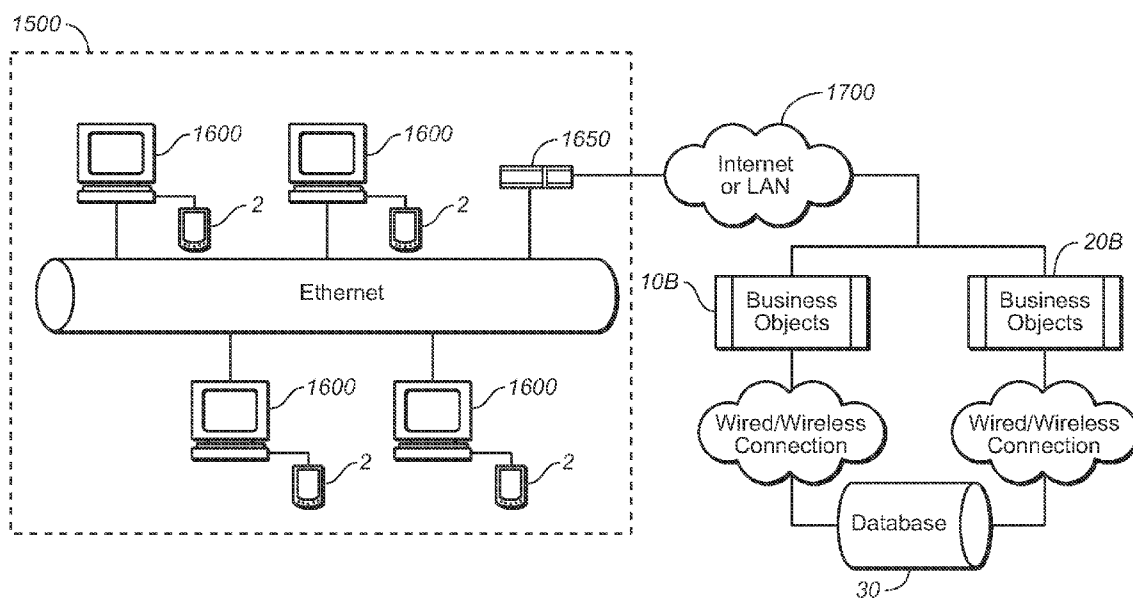 1500
1600
1600
1650
1700
Internet
or LAN
2
2
Ethernet
10B
20B
Business
Objects
Business
Objects
1600
1600
Wired/Wireless
Connection
Wired/Wireless
Connection
2
2
Database
30